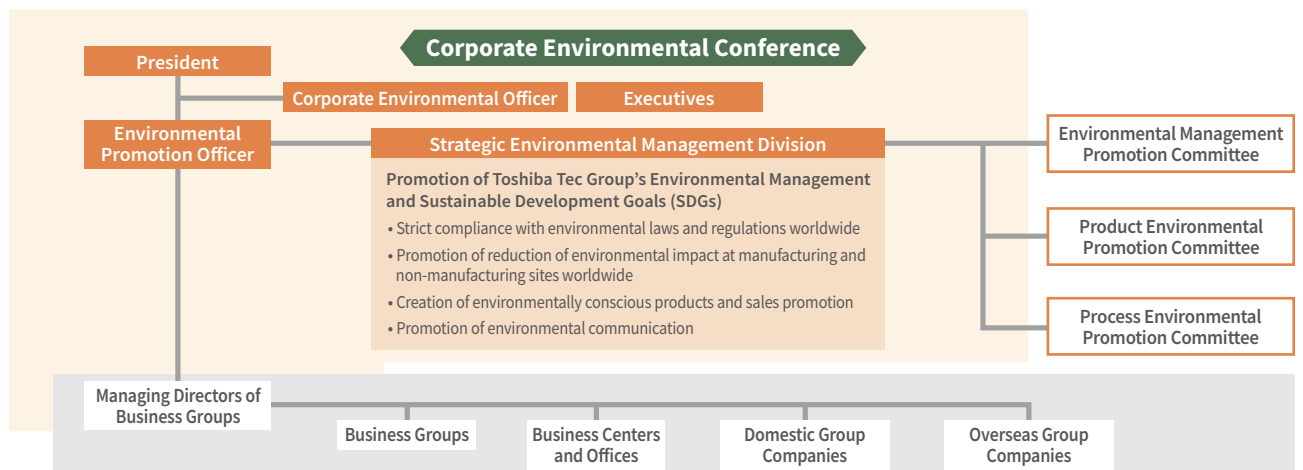 Corporate Environmental Conference
President
Corporate Environmental Officer
Executives
Environmental
Promotion Officer
Strategic Environmental Management Division
Promotion of Toshiba Tec Group’s Environmental Management
and Sustainable Development Goals (SDGs)
• Strict compliance with environmental laws and regulations worldwide
• Promotion of reduction of environmental impact at manufacturing and
non-manufacturing sites worldwide
• Creation of environmentally conscious products and sales promotion
• Promotion of environmental communication
Environmental Management
Promotion Committee
Product Environmental
Promotion Committee
Process Environmental
Promotion Committee
Managing Directors of
Business Groups
Business Groups
Business Centers
and Offices
Domestic Group
Companies
Overseas Group
Companies